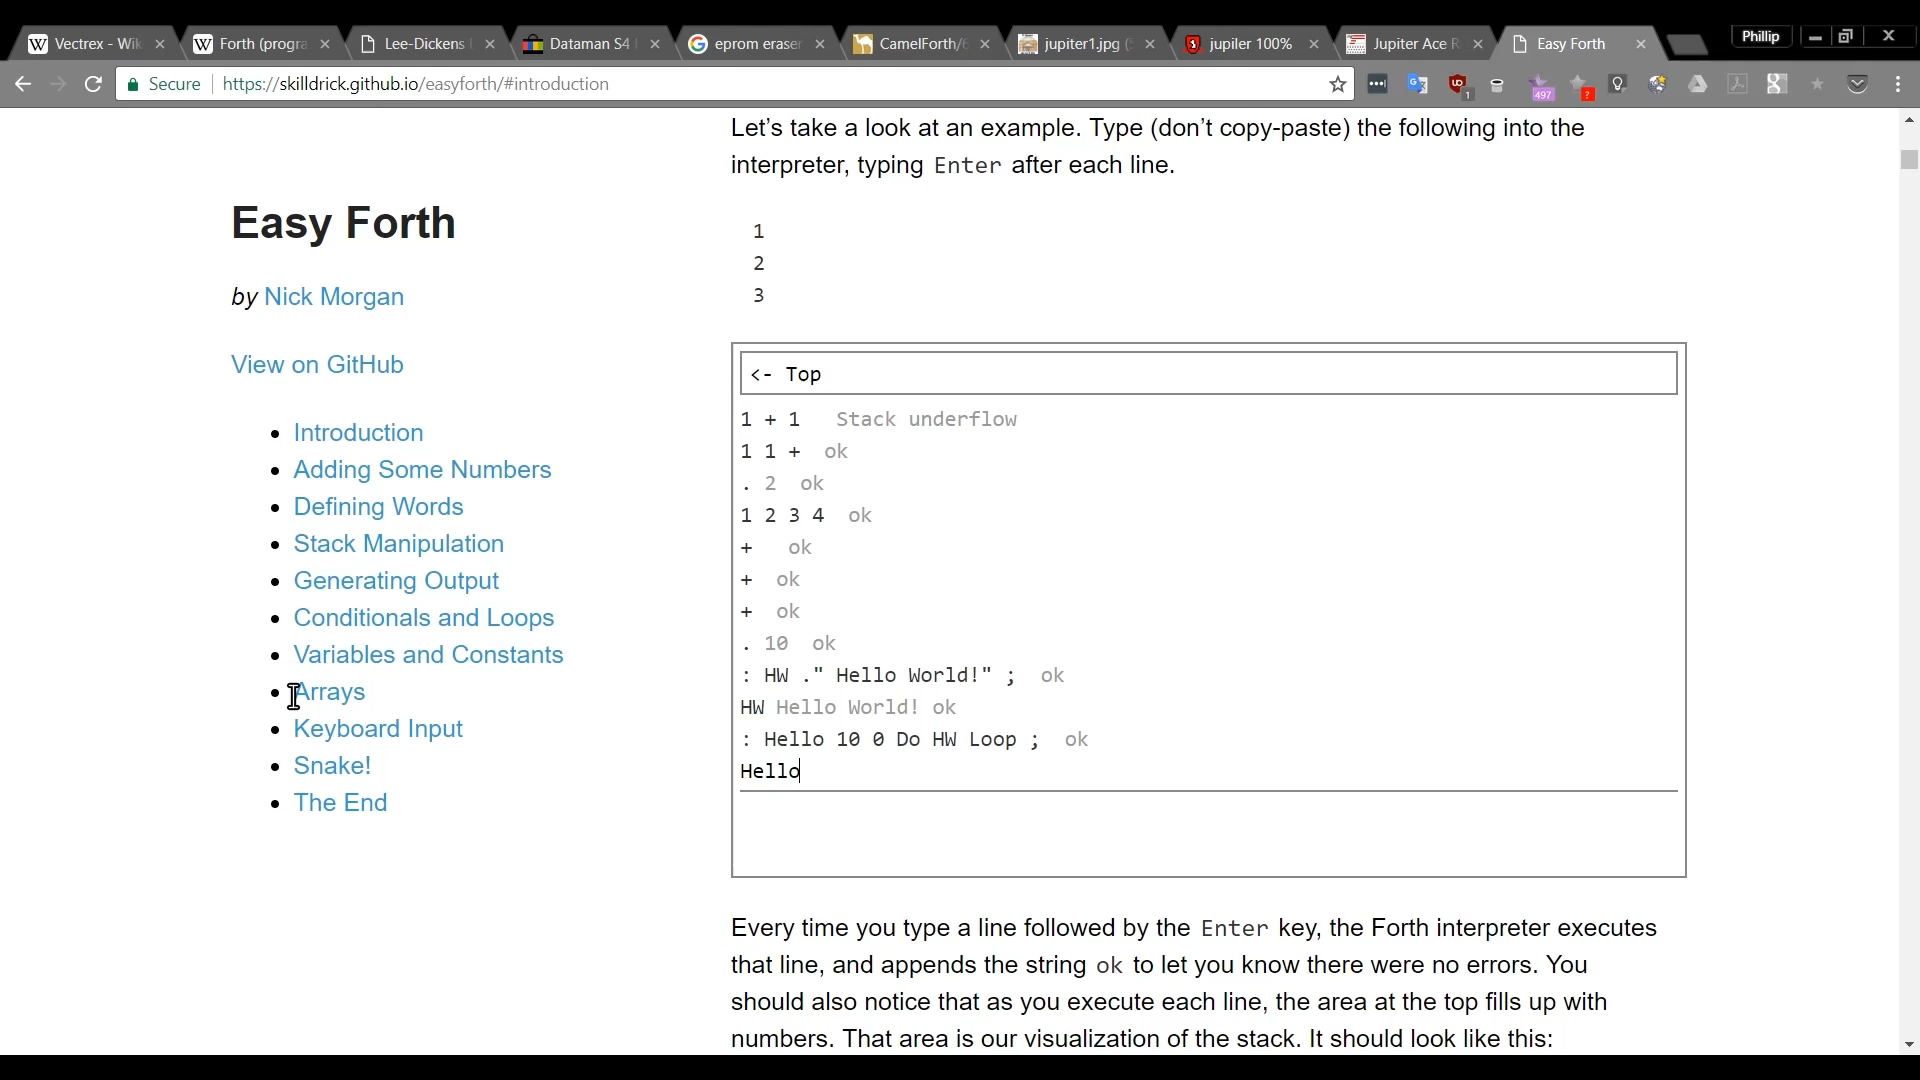 Vectrex - Wi
Forth (progra
Lee-Dickens
Dataman S4
eprom eraser
CamelForth/6
jupiter1.jpg (
jupiler 100%
Jupiter Ace R
Easy Forth
Phillip
Secure
https://skilldrick.github.io/easyforth/#introduction
1
497
?
Let's take a look at an example. Type (don't copy-paste) the following into the
interpreter, typing Enter after each line.
1
2
3
Easy Forth
by Nick Morgan
View on GitHub
Introduction
Adding Some Numbers
Defining Words
Stack Manipulation
Generating Output
Conditionals and Loops
Variables and Constants
Arrays
Keyboard Input
Snake!
The End
<- Top
1 + 1   Stack underflow
1 1 +  ok
. 2  ok
1 2 3 4  ok
+   ok
+  ok
+  ok
. 10  ok
: HW ." Hello World!" ;  ok
HW Hello World! ok
: Hello 10 0 Do HW Loop ;  ok
Hello
Every time you type a line followed by the Enter key, the Forth interpreter executes
that line, and appends the string ok to let you know there were no errors. You
should also notice that as you execute each line, the area at the top fills up with
numbers. That area is our visualization of the stack. It should look like this: